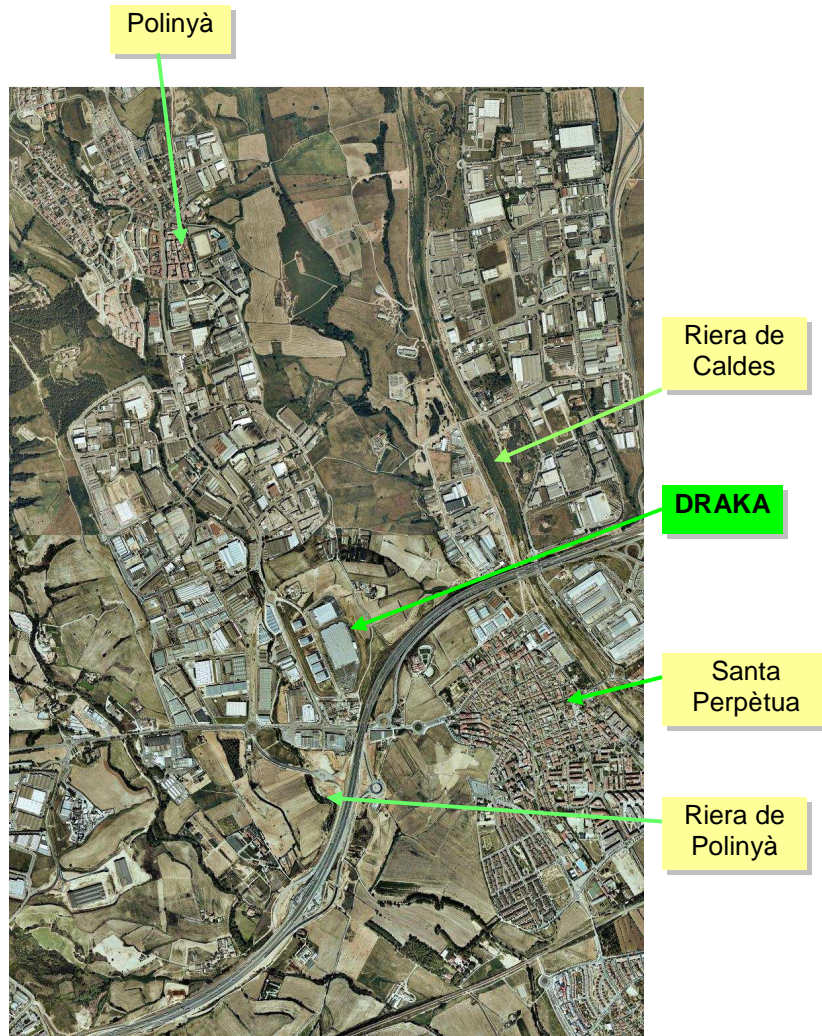 Polinyà
Riera de
Caldes
DRAKA
Santa
Perpètua
Riera de
Polinyà